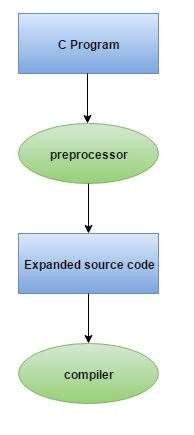 C Program
preprocessor
Expanded source code
compiler